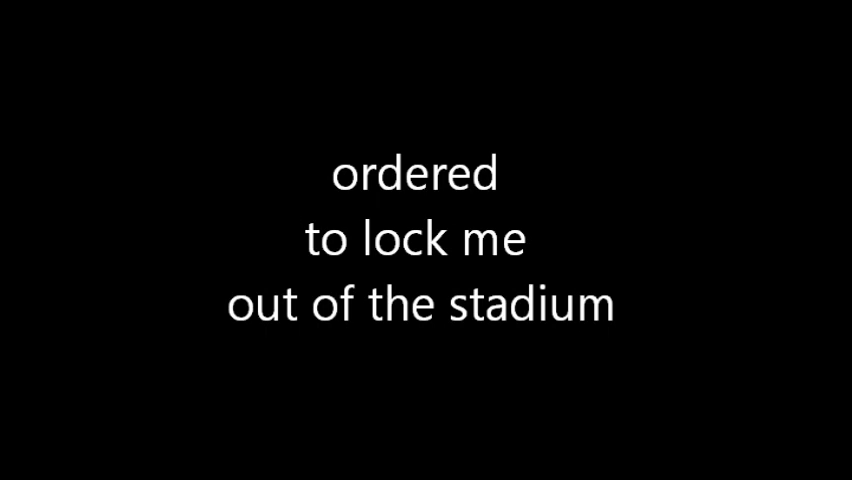 ordered
to lock me
out of the stadium